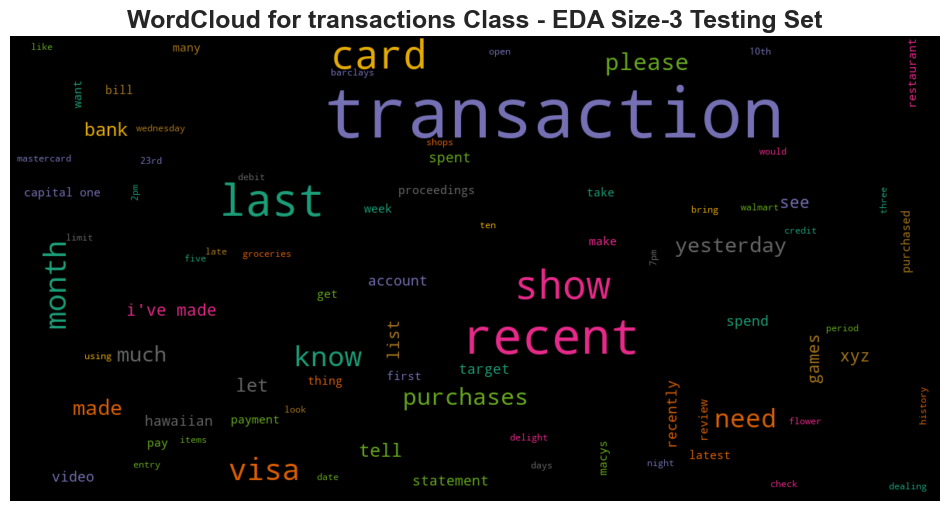 WordCloud for transactions Class - EDA Size-3 Testing Set
like
many
card
open
10th
restaurant
barclays
please
want
bill
transaction
bank
wednesday
shops
mastercard
23rd
spent
would
debit
capital one
2pm
last
proceedings
take
week
bring
walmart
see
three
ten
credit
limit
month
late
five
groceries
make
7pm
yesterday
purchased
account
show
i've made
get
recent
spend
period
using
much
know
list
target
first
games
xyz
let
thing
purchases
made
look
hawaiian
payment
recently
review
need
flower
history
pay
items
tell
delight
macys
latest
entry
visa
video
date
statement
days
night
check
dealing